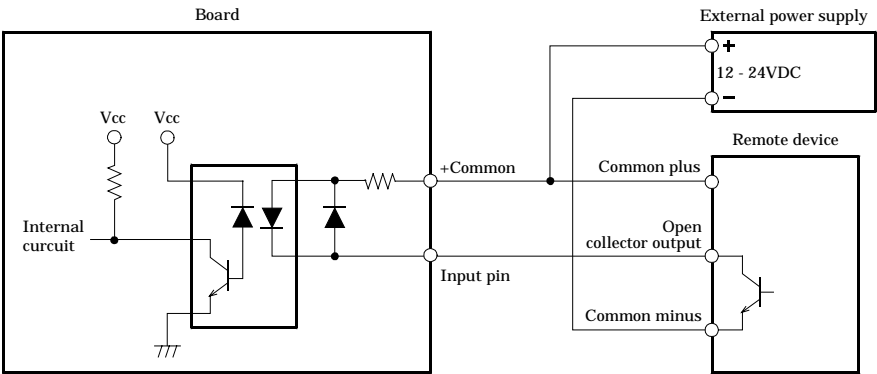 Board
External power supply
+
12 - 24VDC
−
Vcc
Vcc
Remote device
+Common
Common plus
Internal
curcuit
Open
collector output
Input pin
Common minus